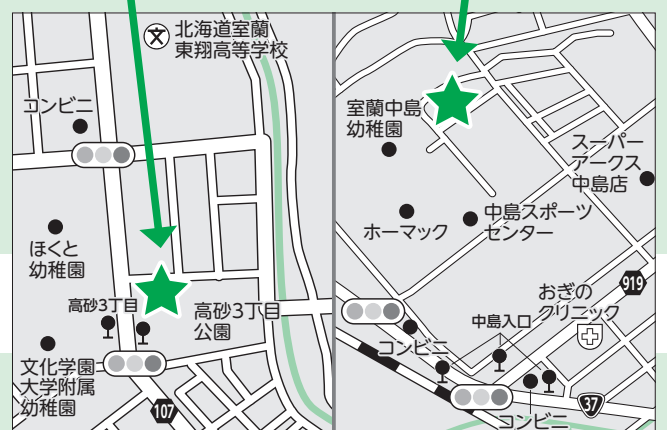 文
北海道室蘭
東翔高等学校
コンビニ
ほくと
幼稚園
高砂3丁目
高砂3丁目
公園
文化学園
大学附属
幼稚園
107
室蘭中島
幼稚園
スーパー
アークス
中島店
ホーマック
中島スポーツ
センター
919
おぎの
クリニック
中島入口
コンビニ
37
コンビニ